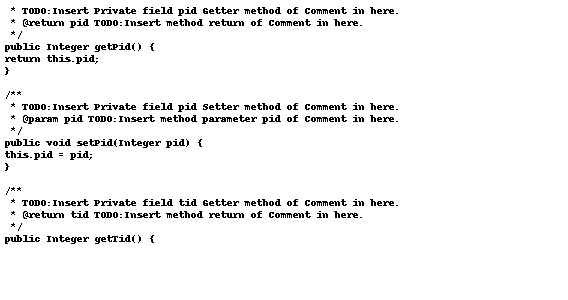 * TODO:Insert Private field pid Getter method of Comment in here.
* @return pid TODO:Insert method return of Comment in here.
*/
public Integer getPid() {
return this.pid;
}
/**
* TODO:Insert Private field pid Setter method of Comment in here.
* @param pid TODO:Insert method parameter pid of Comment in here.
*/
public void setPid(Integer pid) {
this.pid = pid;
}
/**
* TODO:Insert Private field tid Getter method of Comment in here.
* @return tid TODO:Insert method return of Comment in here.
*/
public Integer getTid() {